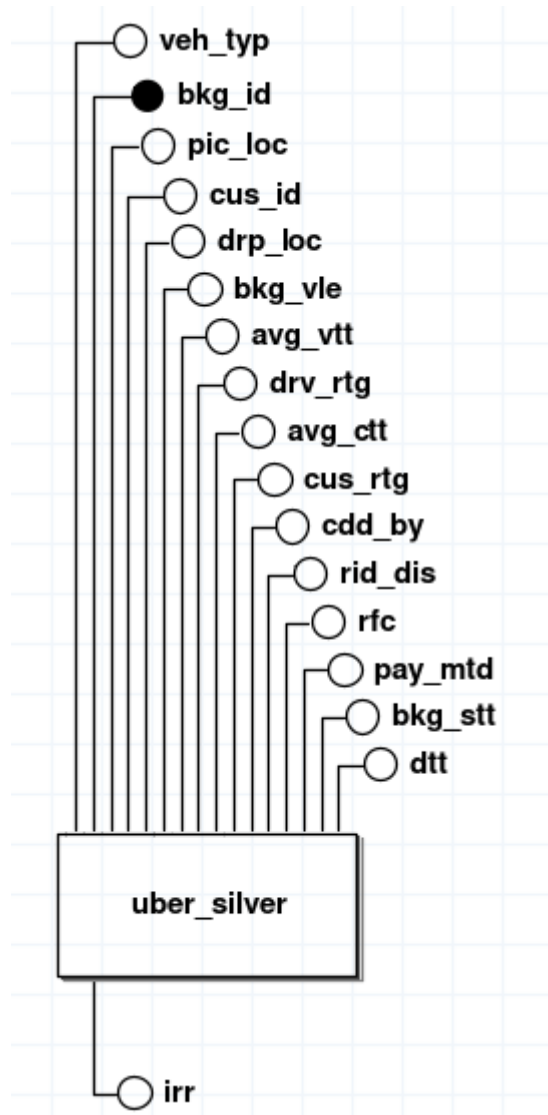 veh_typ
bkg_id
pic_loc
cus_id
drp_loc
bkg_vle
avg_vtt
drv_rtg
avg_ctt
cus_rtg
cdd_by
rid_dis
rfc
pay_mtd
bkg_stt
dtt
uber_silver
irr